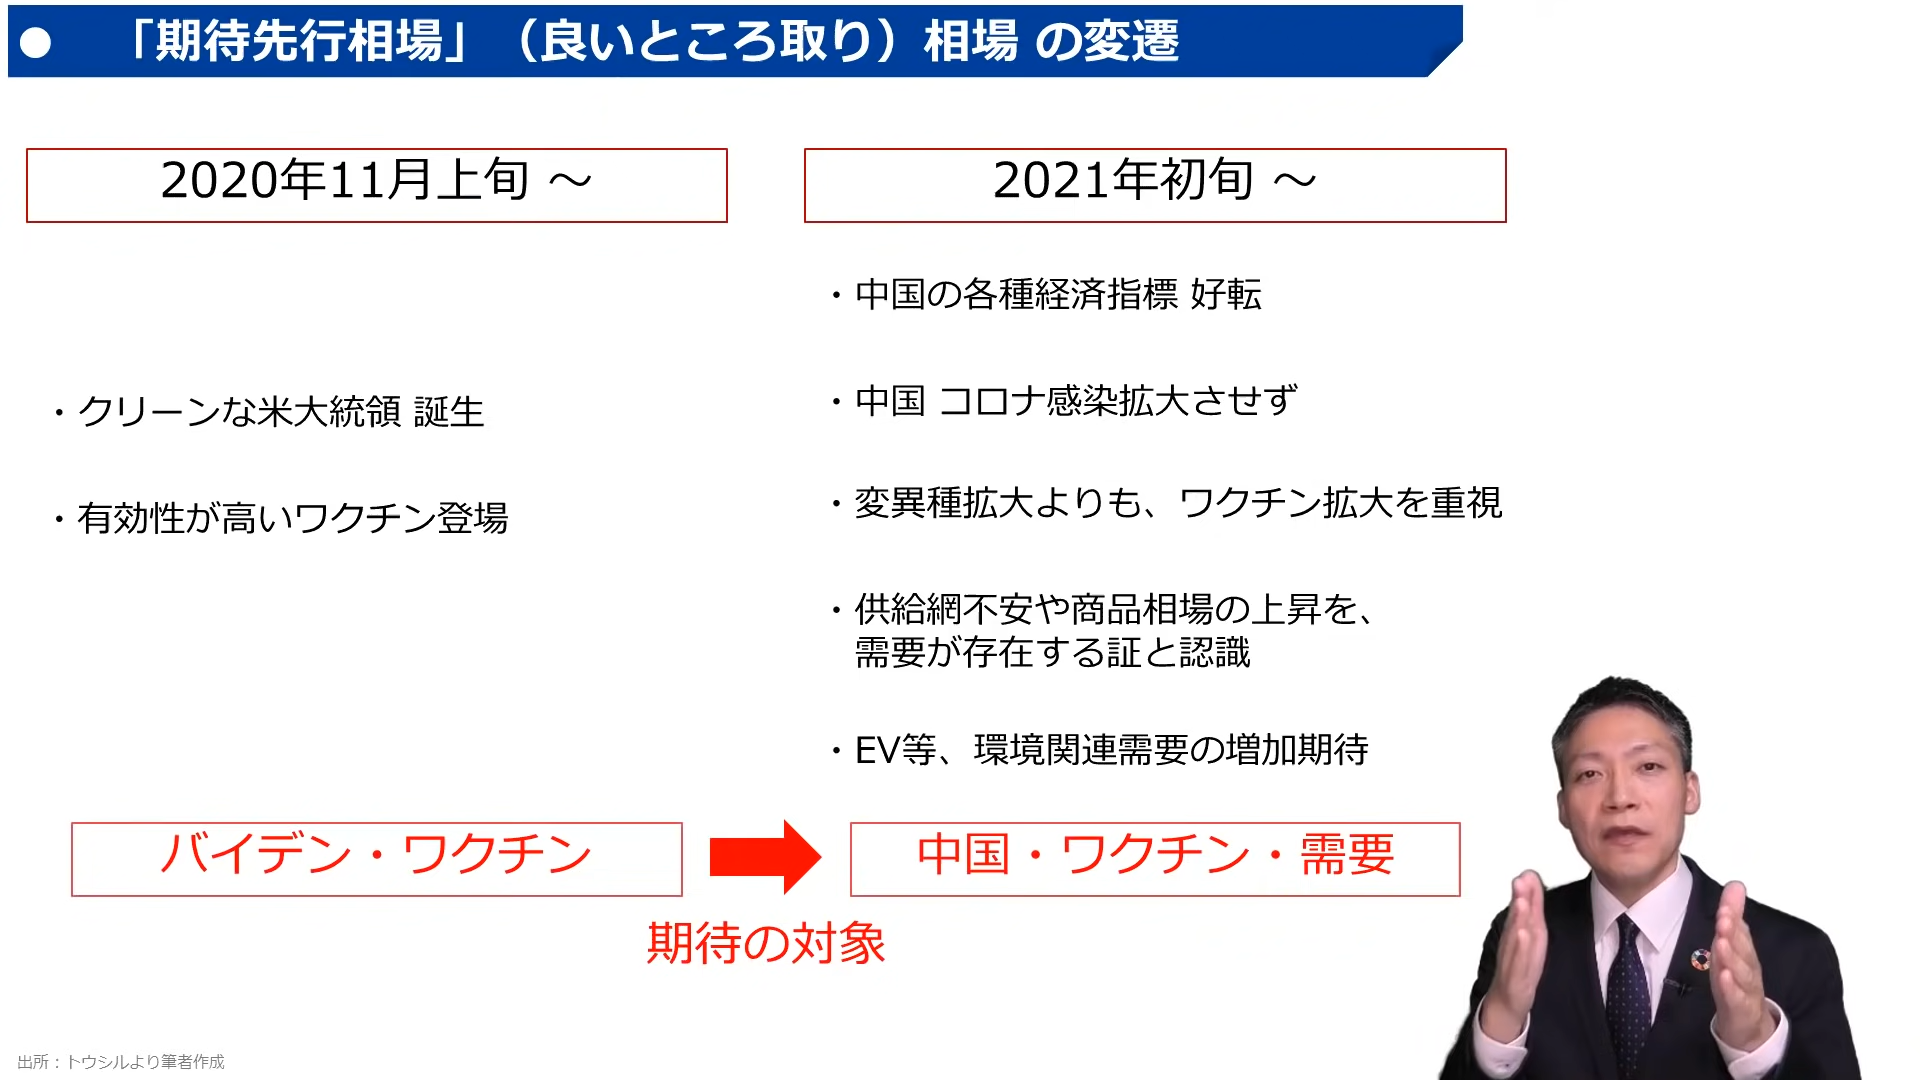 ● 「期待先行相場」（良いところ取り）相場 の変遷
2020年11月上旬 ～
・クリーンな米大統領 誕生
・有効性が高いワクチン登場
バイデン・ワクチン
2021年初旬 ～
・中国の各種経済指標 好転
・中国 コロナ感染拡大させず
・変異種拡大よりも、ワクチン拡大を重視
・供給網不安や商品相場の上昇を、
需要が存在する証と認識
・EV等、環境関連需要の増加期待
中国・ワクチン・需要
期待の対象
出所：トウシルより筆者作成